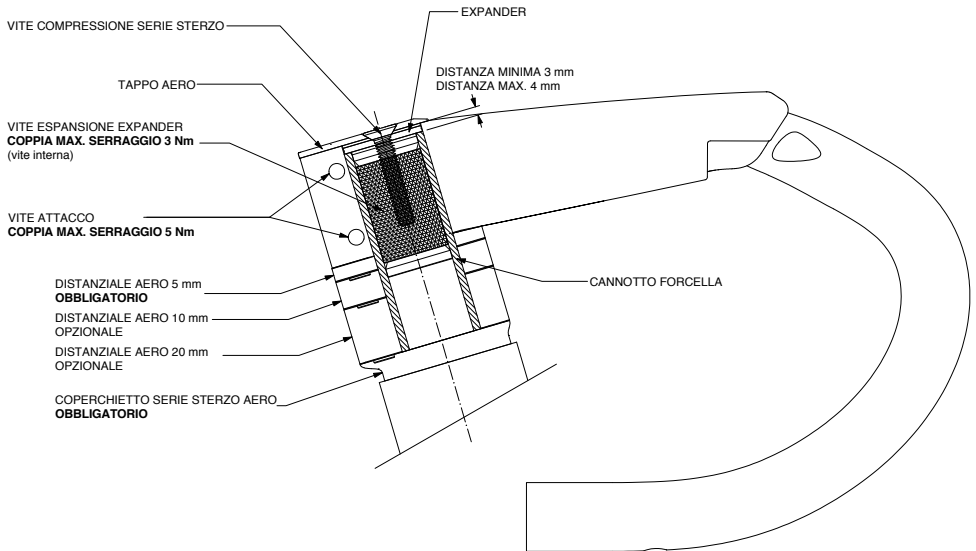 VITE COMPRESSIONE SERIE STERZO
EXPANDER
DISTANZA MINIMA 3 mm
DISTANZA MAX. 4 mm
TAPPO AERO
VITE ESPANSIONE EXPANDER
COPPIA MAX. SERRAGGIO 3 Nm
(vite interna)
VITE ATTACCO
COPPIA MAX. SERRAGGIO 5 Nm
DISTANZIALE AERO 5 mm
OBBLIGATORIO
CANNOTTO FORCELLA
DISTANZIALE AERO 10 mm
OPZIONALE
DISTANZIALE AERO 20 mm
OPZIONALE
COPERCHIETTO SERIE STERZO AERO
OBBLIGATORIO